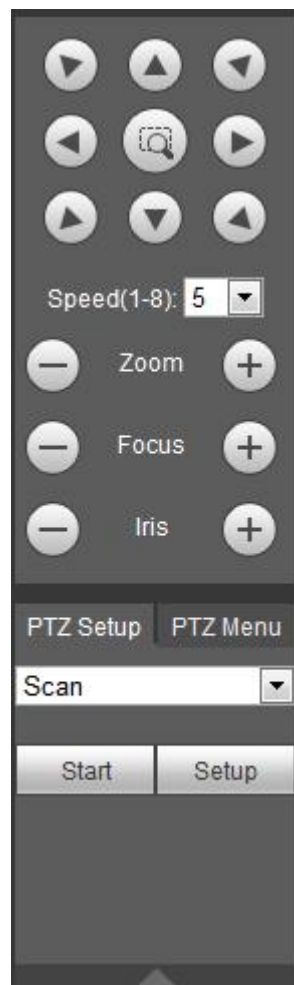 Speed(1-8): 5
Zoom
Focus
Iris
PTZ Setup PTZ Menu
Scan
Start Setup